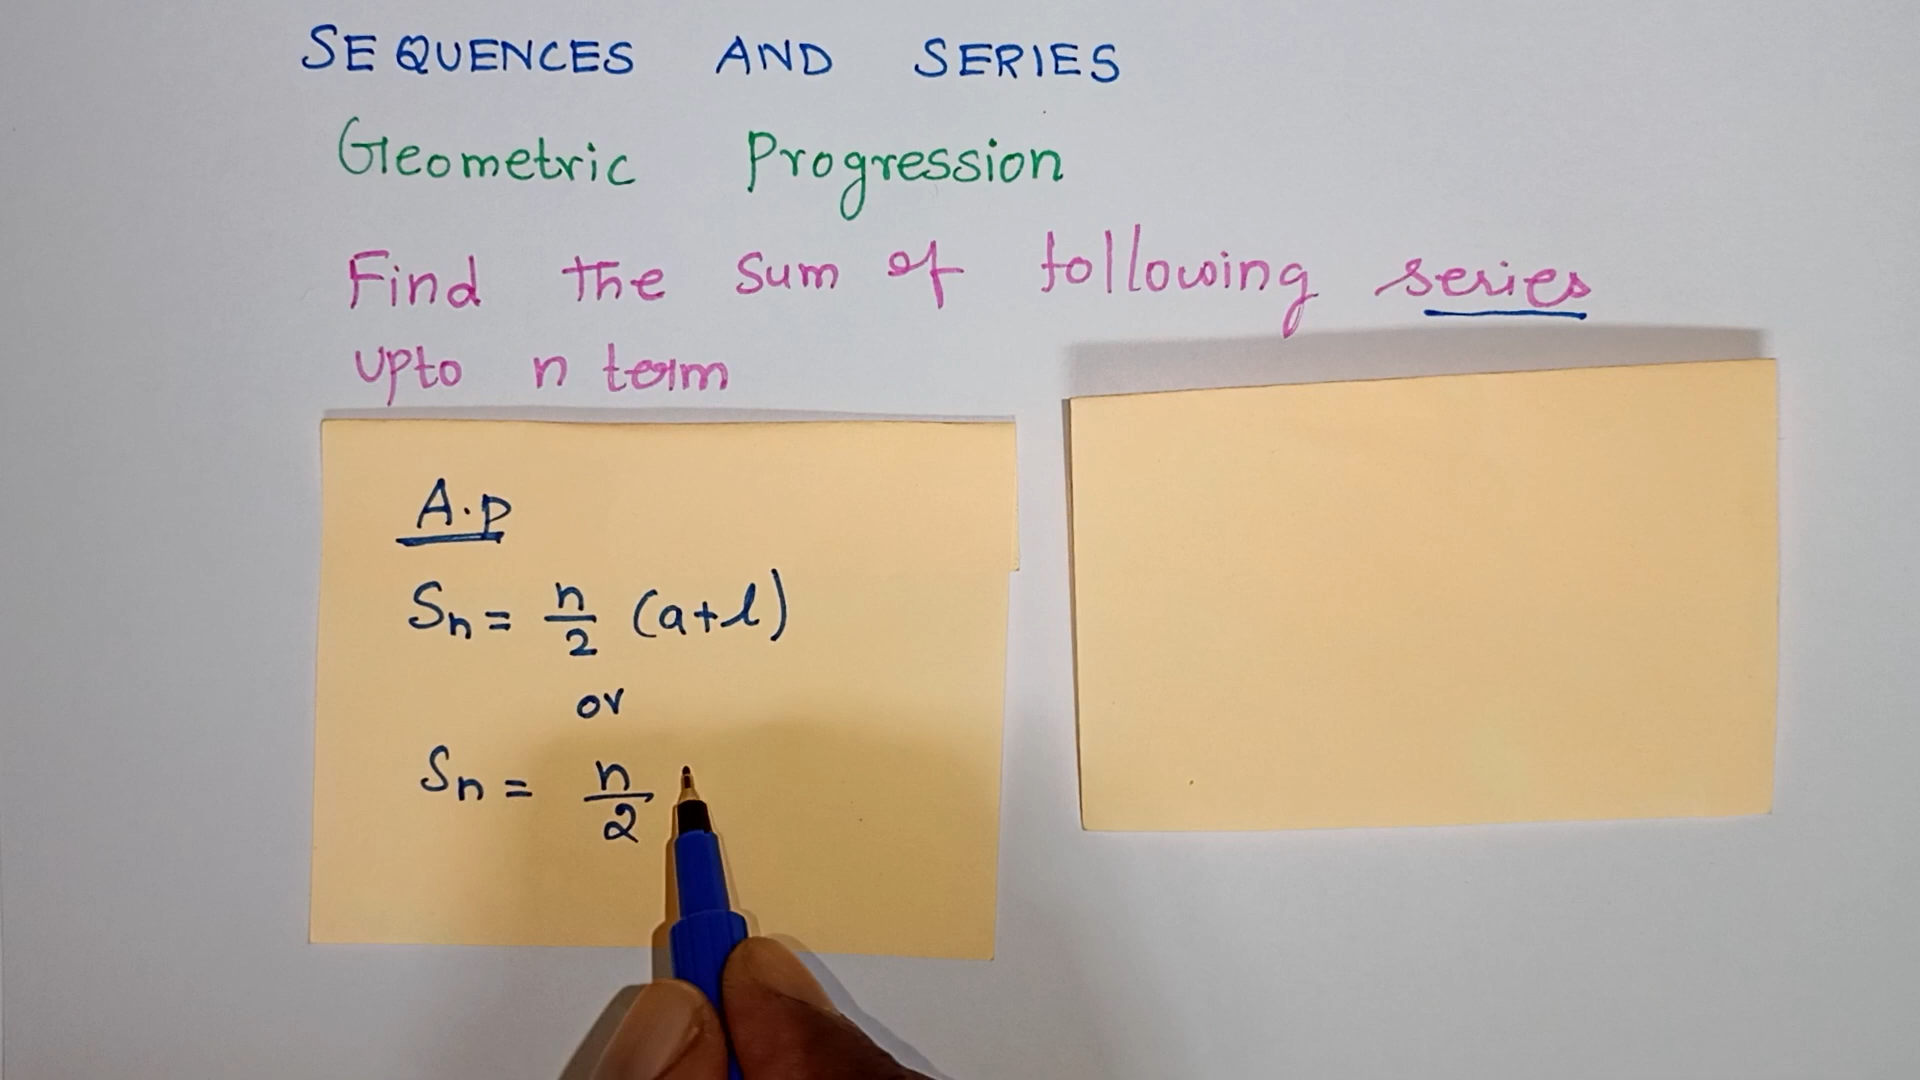 SEQUENCES AND SERIES
Geometric Progression
Find the sum of following series
upto n term
A.P
Sn = n/2 (a+l)
or
Sn = n/2